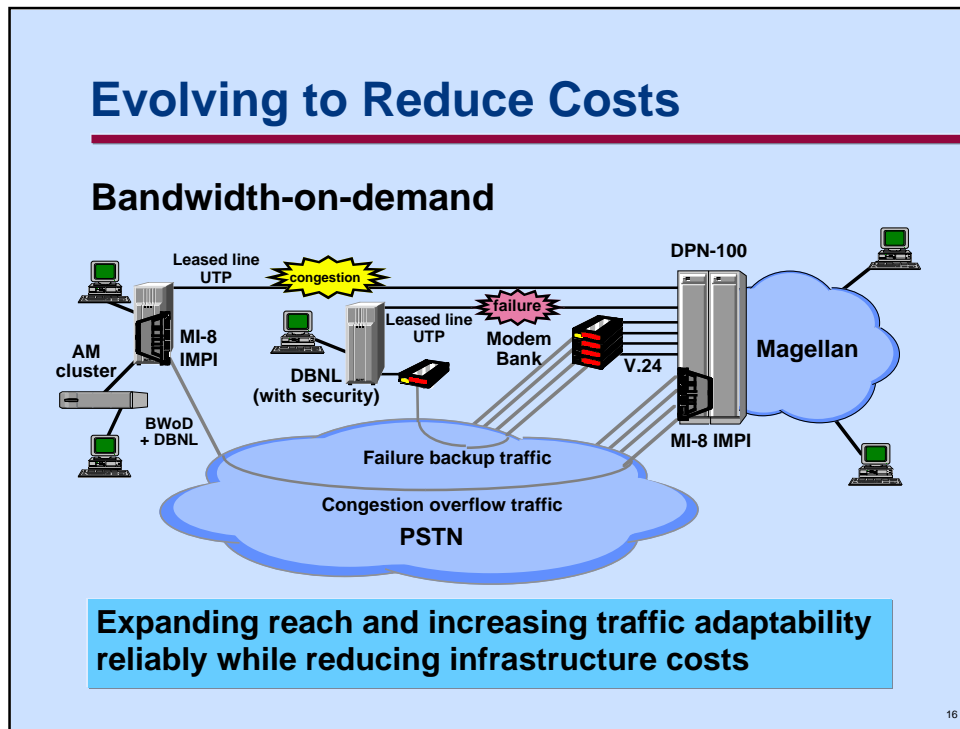 Evolving to Reduce Costs
Bandwidth-on-demand
Leased line
UTP
congestion
DPN-100
failure
Leased line
UTP
Modem
Bank
MI-8
IMPI
AM
cluster
DBNL
(with security)
V.24
Magellan
BWoD
+ DBNL
MI-8 IMPI
Failure backup traffic
Congestion overflow traffic
PSTN
Expanding reach and increasing traffic adaptability
reliably while reducing infrastructure costs
16